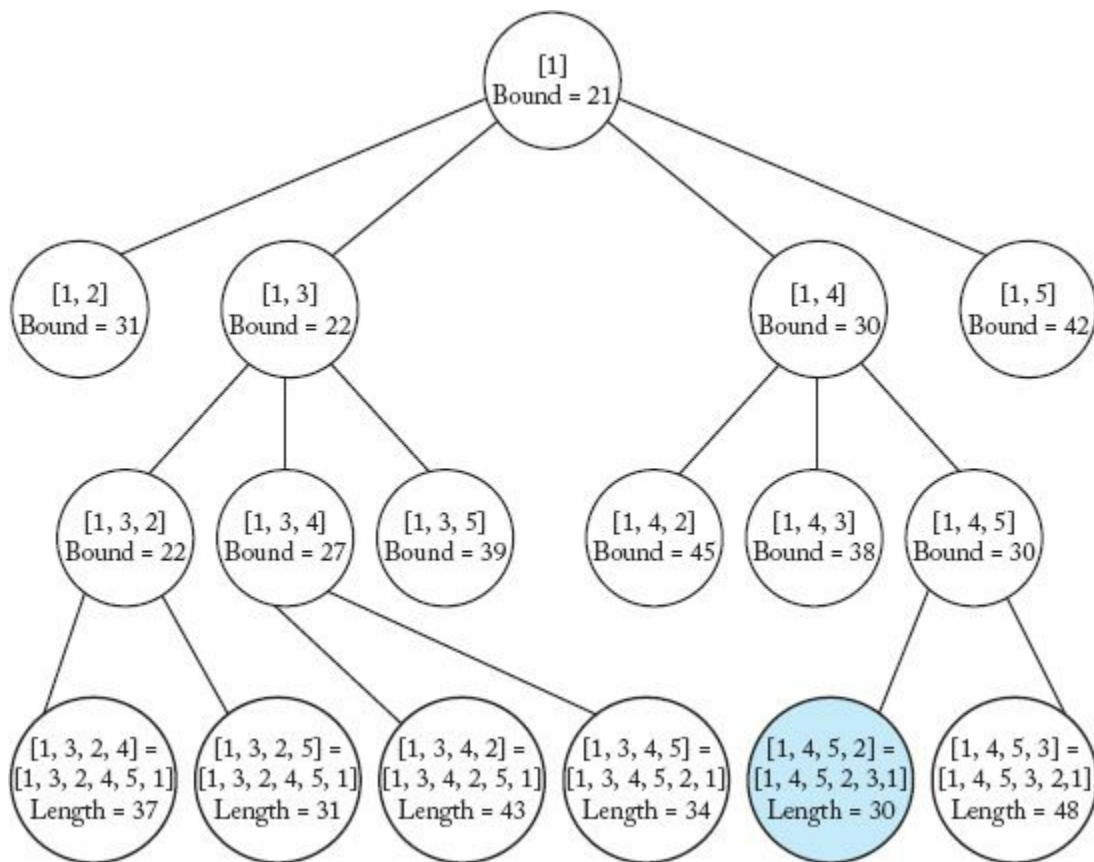 [1]
Bound = 21
[1, 2]
Bound = 31
[1, 3]
Bound = 22
[1, 4]
Bound = 30
[1, 5]
Bound = 42
[1, 3, 2]
Bound = 22
[1, 3, 4]
Bound = 27
[1, 3, 5]
Bound = 39
[1, 4, 2]
Bound = 45
[1, 4, 3]
Bound = 38
[1, 4, 5]
Bound = 30
[1, 3, 2, 4] =
[1, 3, 2, 4, 5, 1]
Length = 37
[1, 3, 2, 5] =
[1, 3, 2, 4, 5, 1]
Length = 31
[1, 3, 4, 2] =
[1, 3, 4, 2, 5, 1]
Length = 43
[1, 3, 4, 5] =
[1, 3, 4, 5, 2, 1]
Length = 34
[1, 4, 5, 2] =
[1, 4, 5, 2, 3,1]
Length = 30
[1, 4, 5, 3] =
[1, 4, 5, 3, 2,1]
Length = 48